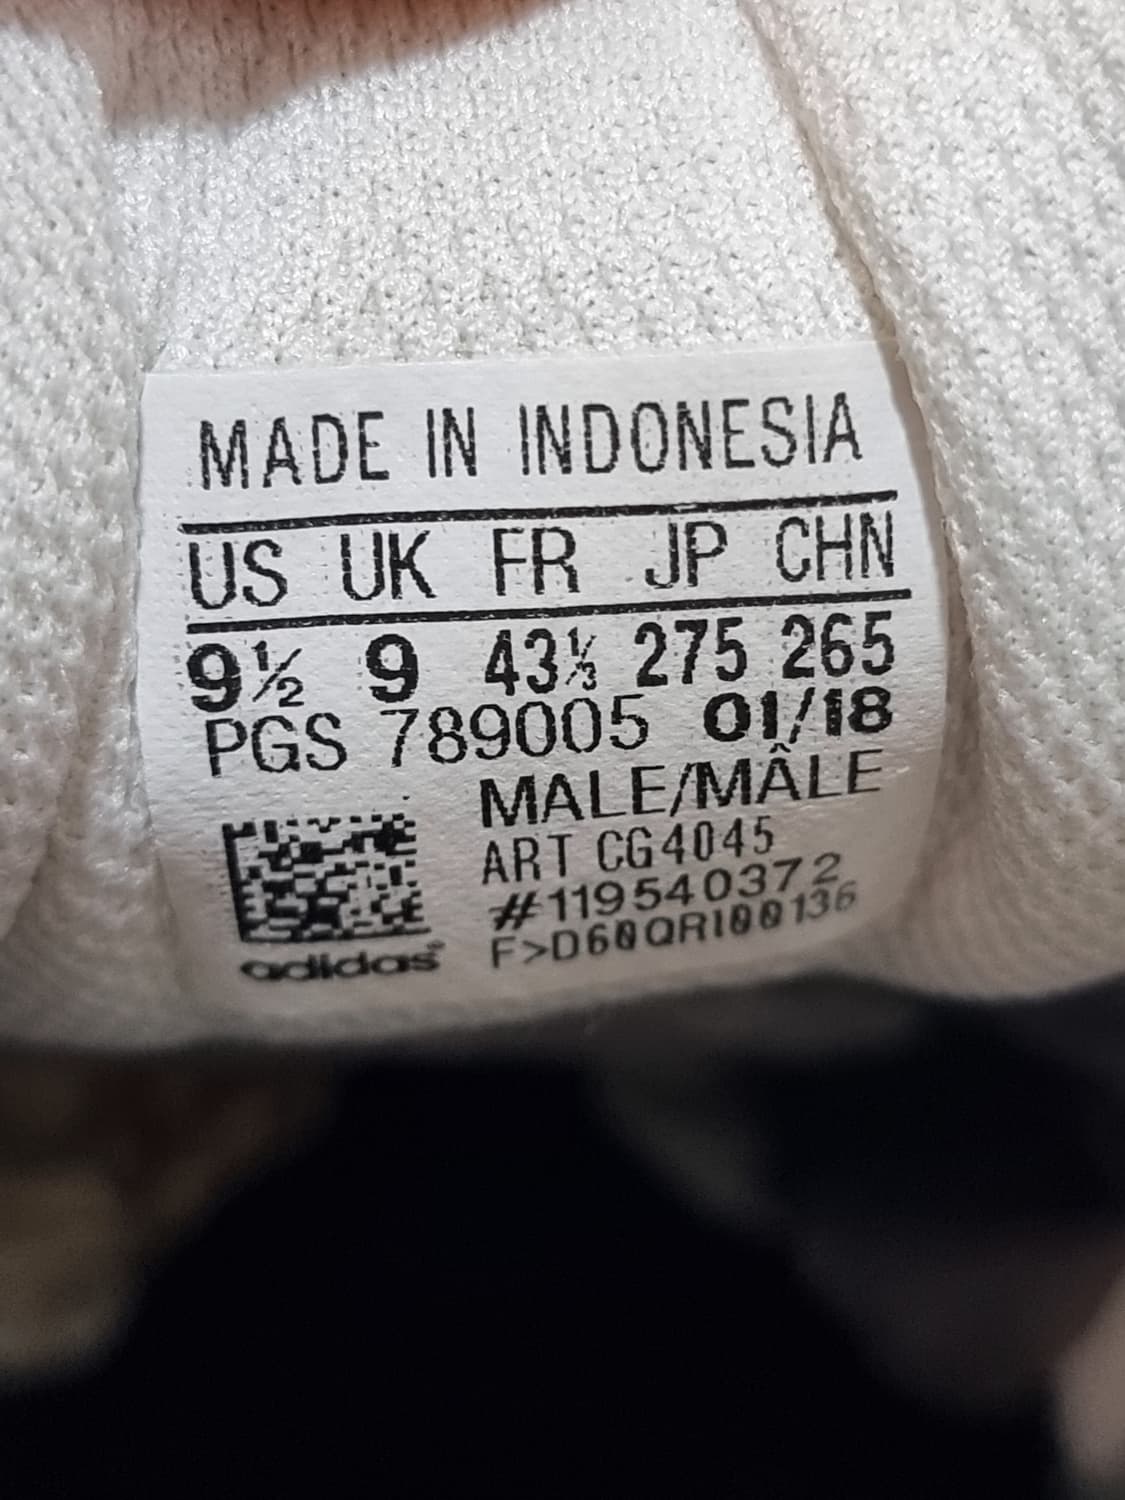 MADE IN INDONESIA
US UK FR JP CHN
9½ 9 43⅓ 275 265
PGS 789005 01/18
MALE/MÂLE
ART CG4045
#119540372
F>D60QRI00136
adidas